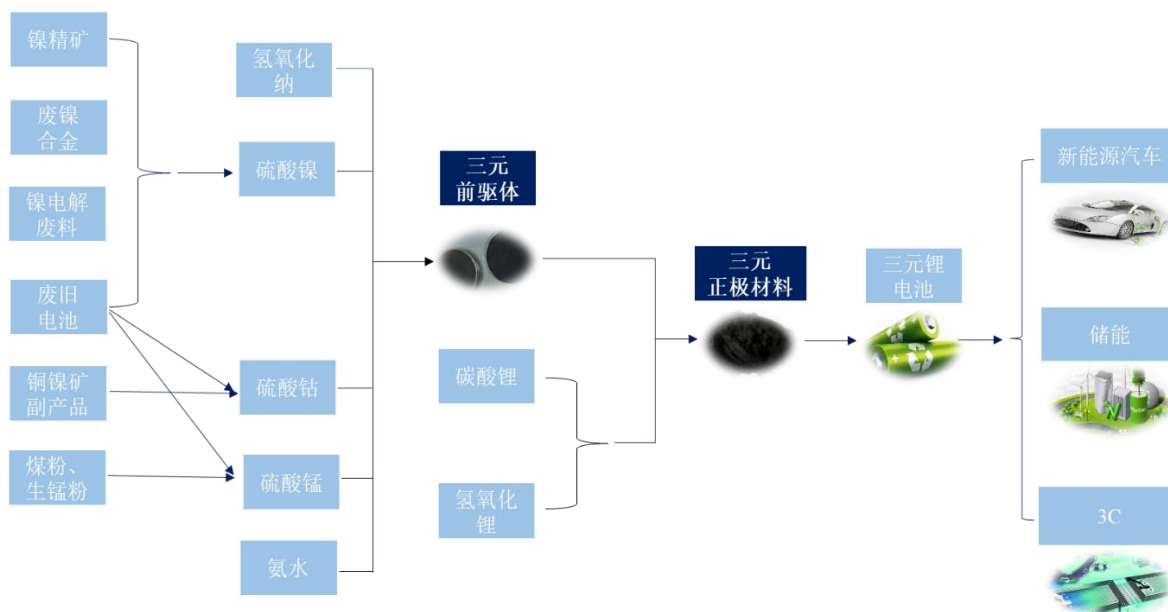 镍精矿
废镍
合金
镍电解
废料
废旧
电池
铜镍矿
副产品
煤粉、
生锰粉
氢氧化
纳
硫酸镍
硫酸钴
硫酸锰
氨水
三元
前驱体
碳酸锂
氢氧化
锂
三元
正极材料
三元锂
电池
新能源汽车
储能
3C